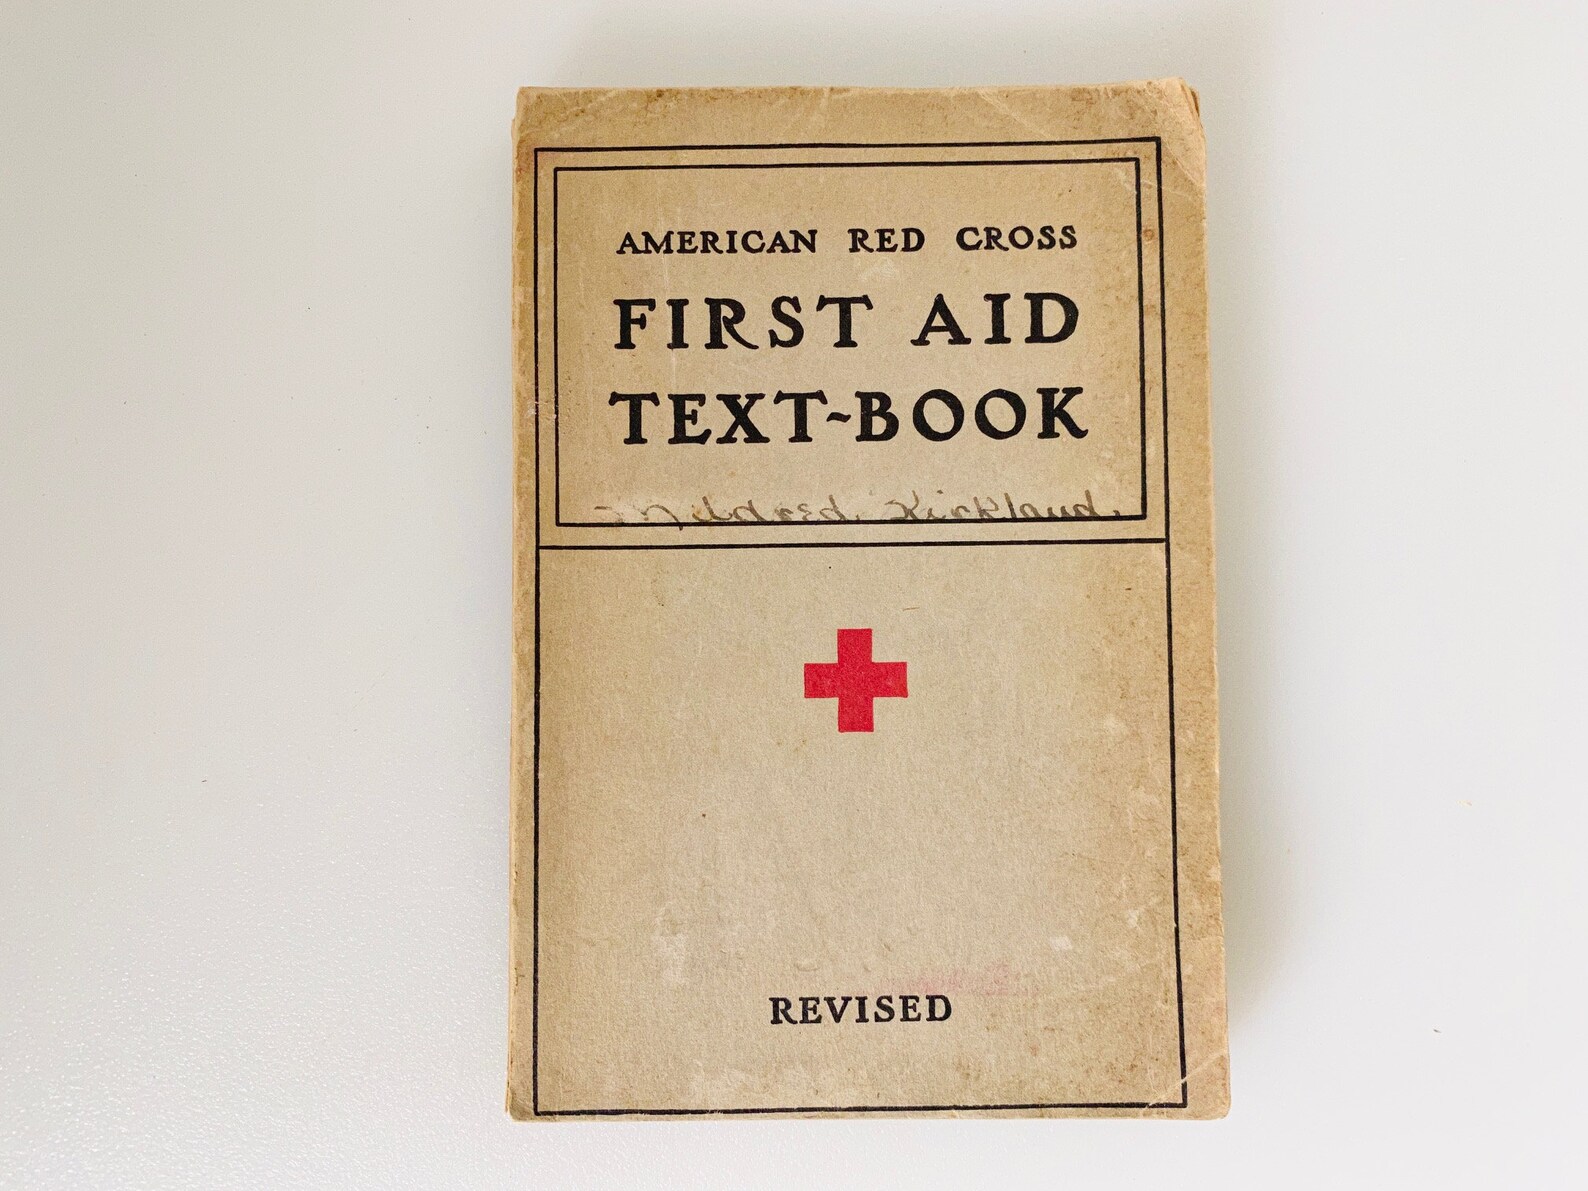 AMERICAN RED CROSS
FIRST AID
TEXT-BOOK
Mildred Kirkland
REVISED